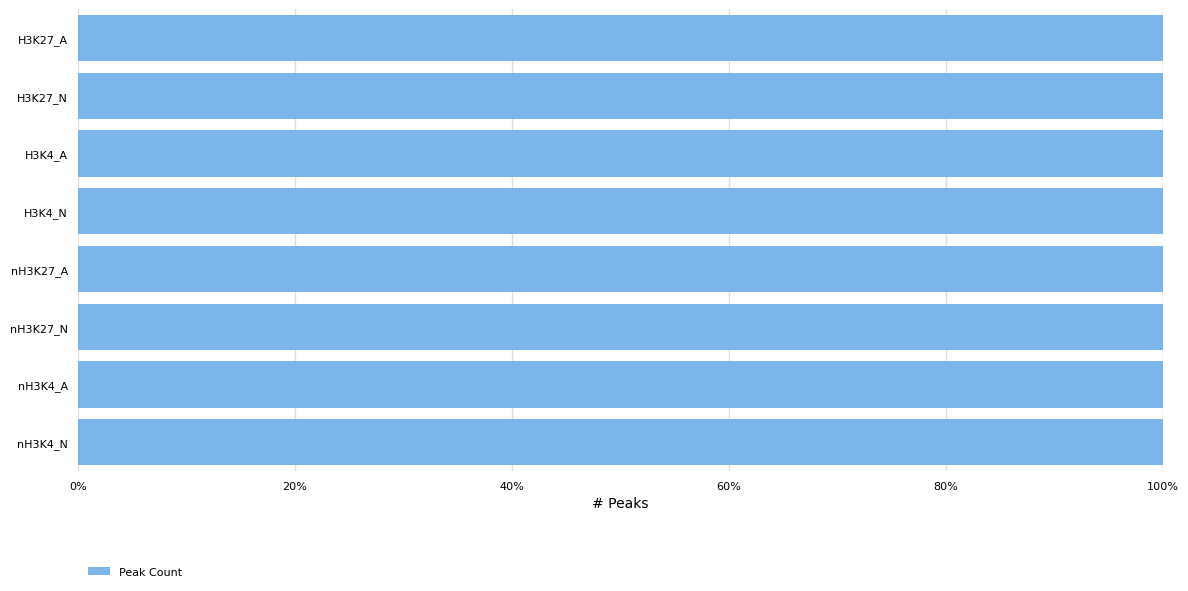 H3K27_A
H3K27_N
H3K4_A
H3K4_N
nH3K27_A
nH3K27_N
nH3K4_A
nH3K4_N
0% 20% 40% 60% 80% 100%
# Peaks
Peak Count